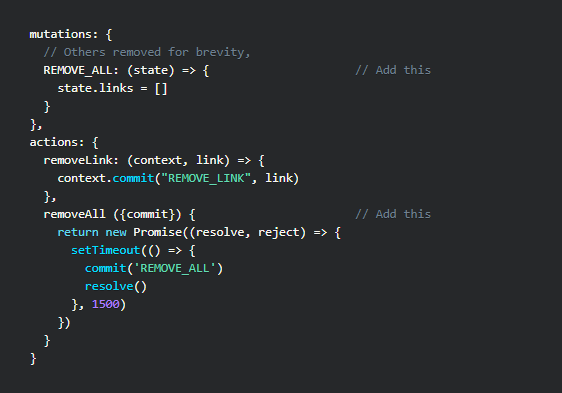 mutations: {
  // Others removed for brevity,
  REMOVE_ALL: (state) => {                     // Add this
    state.links = []
  }
},
actions: {
  removeLink: (context, link) => {
    context.commit("REMOVE_LINK", link)
  },
  removeAll ({commit}) {                       // Add this
    return new Promise((resolve, reject) => {
      setTimeout(() => {
        commit('REMOVE_ALL')
        resolve()
      }, 1500)
    })
  }
}